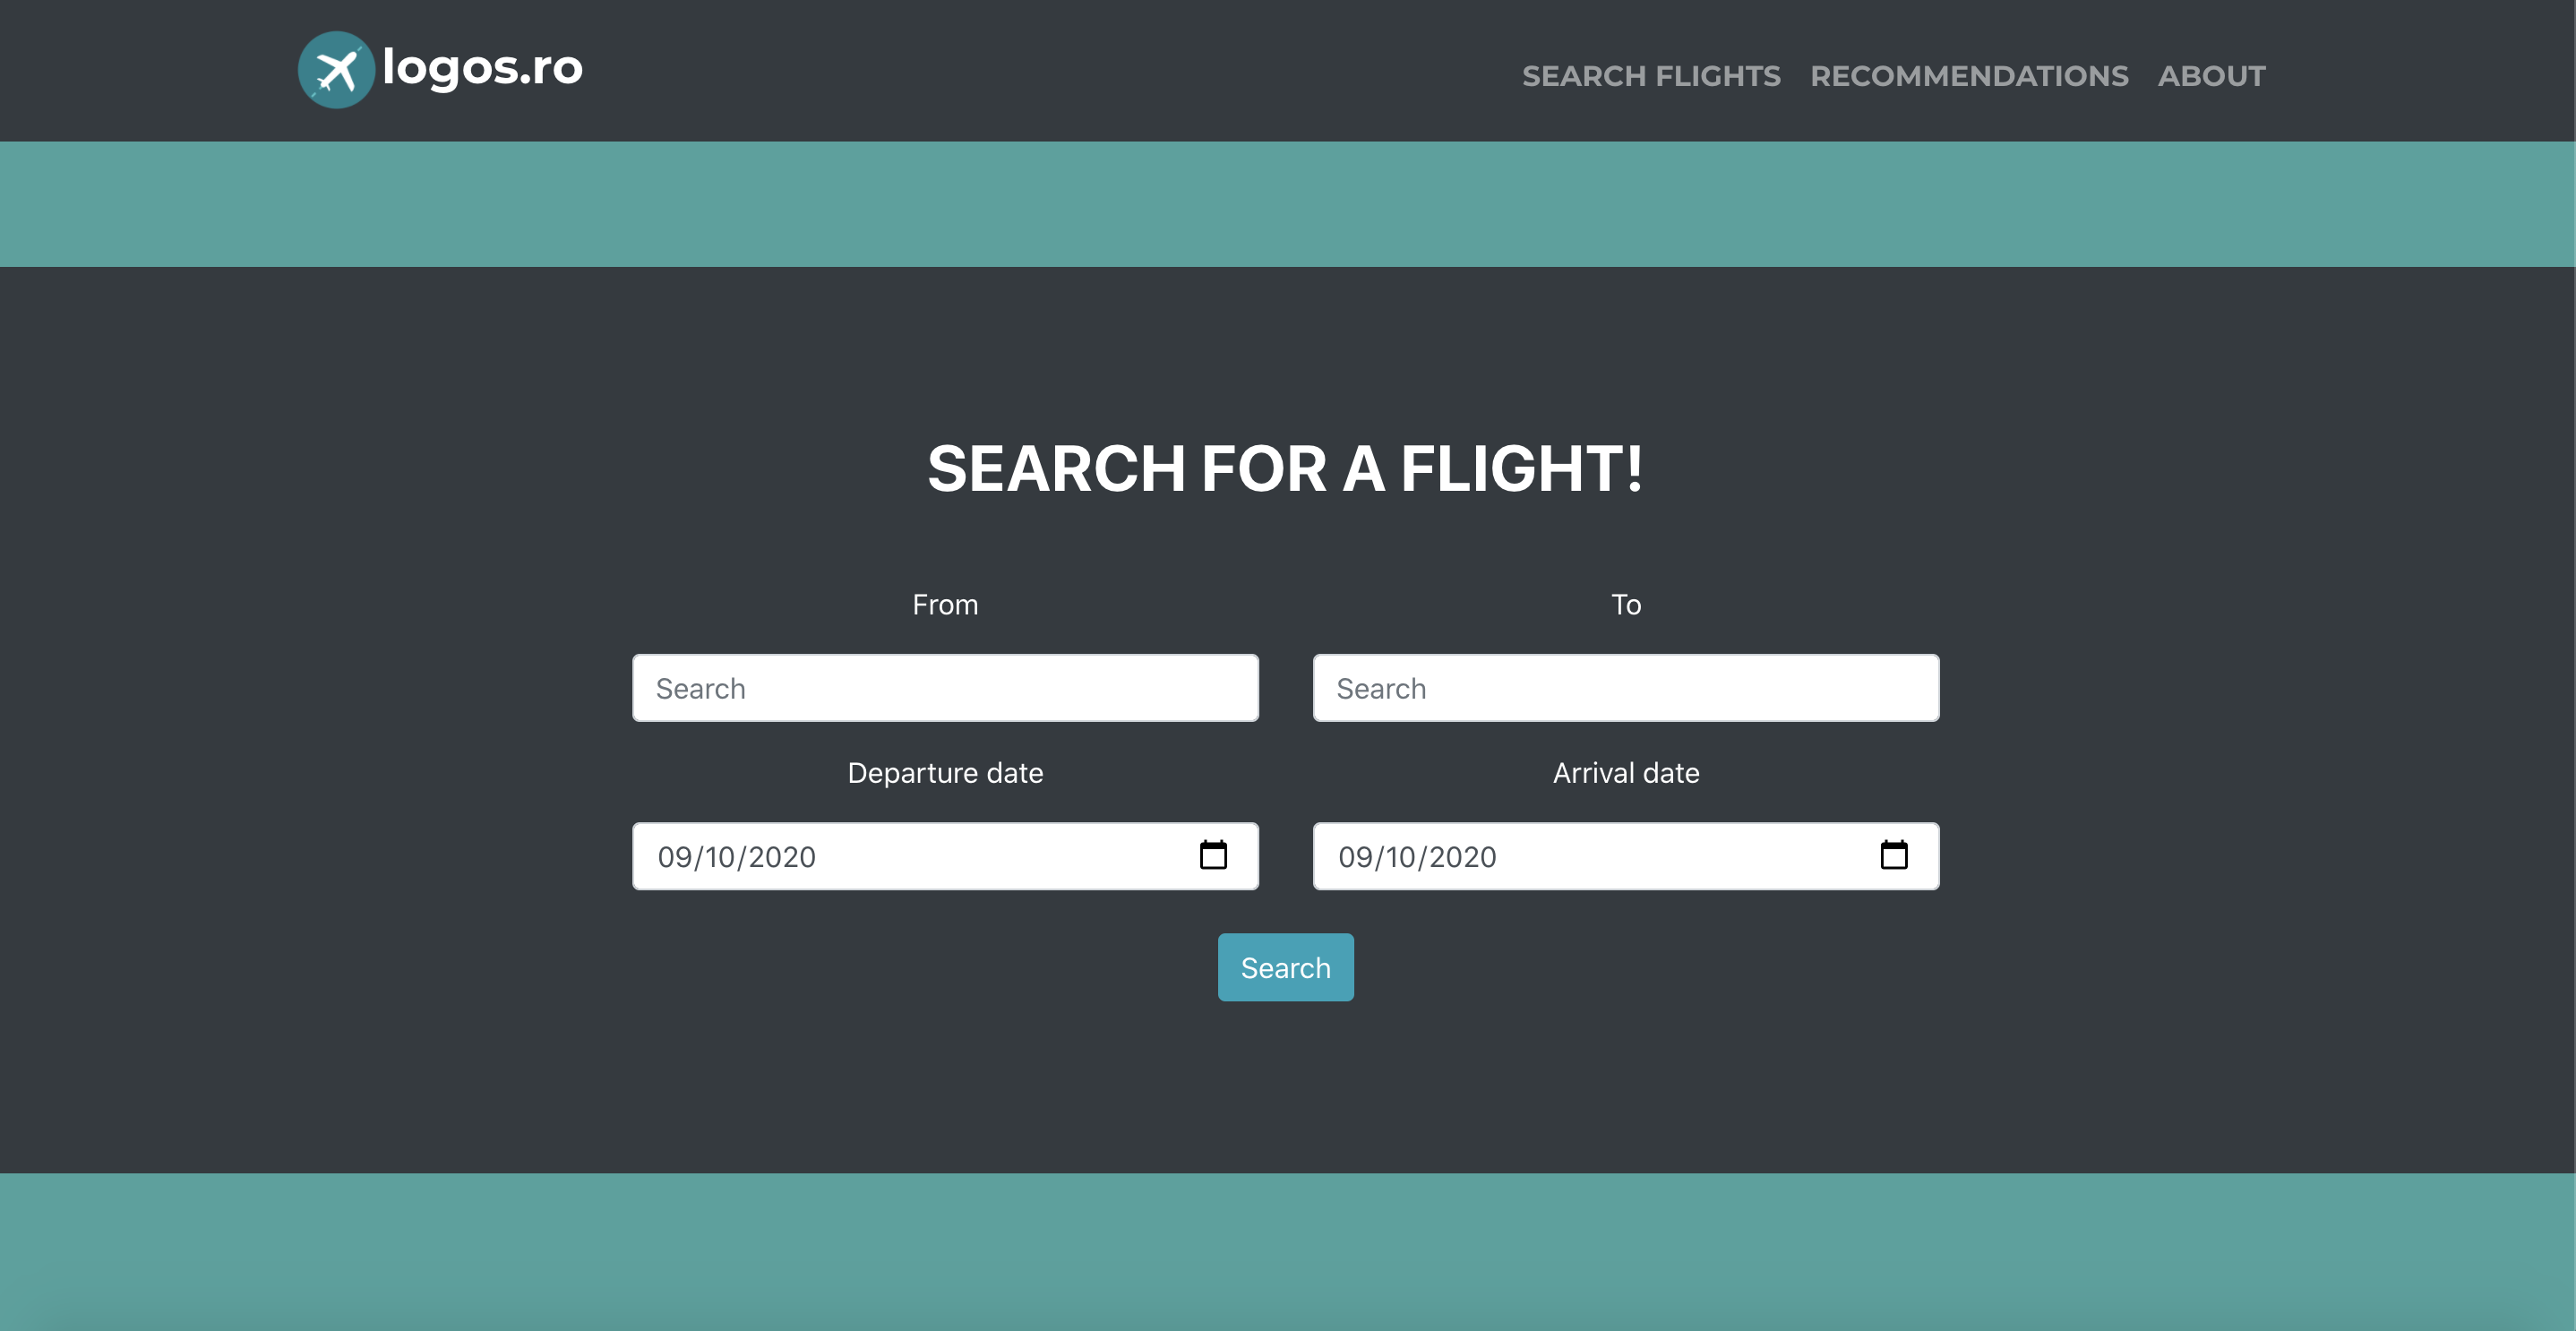 logos.ro
SEARCH FLIGHTS RECOMMENDATIONS ABOUT
SEARCH FOR A FLIGHT!
From
To
Search
Search
Departure date
Arrival date
09/10/2020
09/10/2020
Search